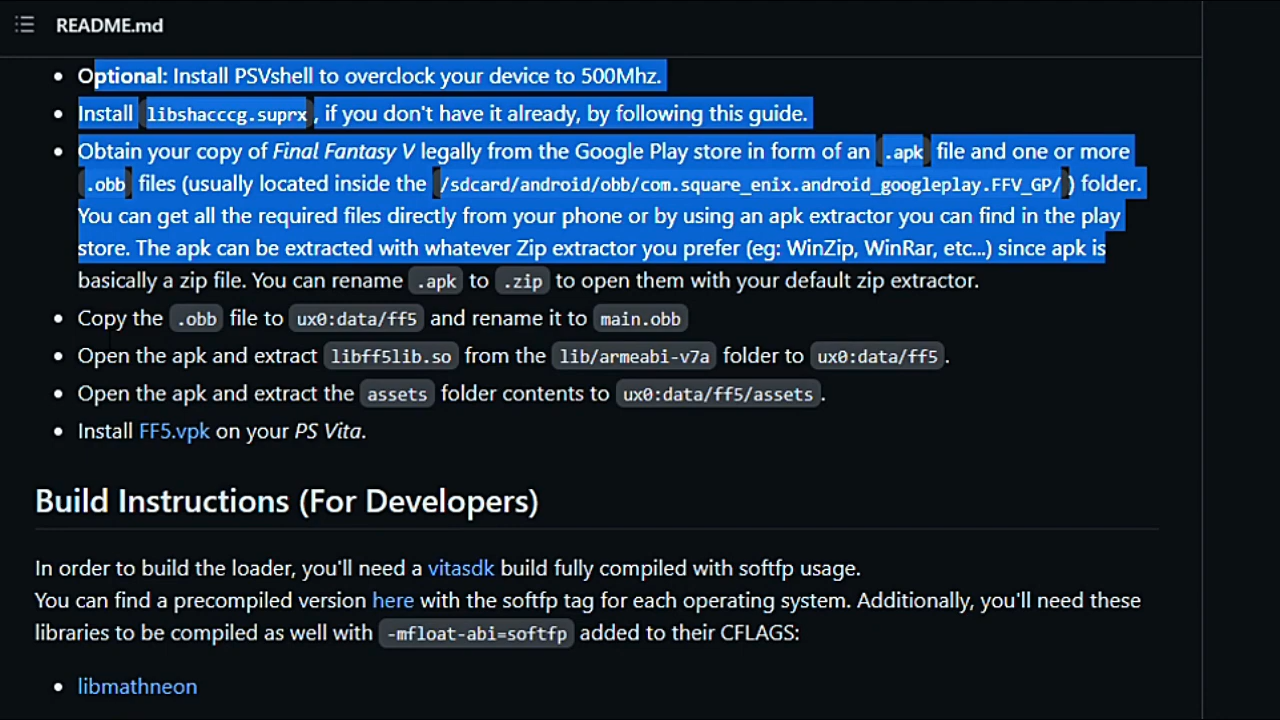 README.md
Optional: Install PSVshell to overclock your device to 500Mhz.
Install libshacccg.suprx , if you don't have it already, by following this guide.
Obtain your copy of Final Fantasy V legally from the Google Play store in form of an .apk file and one or more
.obb files (usually located inside the /sdcard/android/obb/com.square_enix.android_googleplay.FFV_GP/ ) folder.
You can get all the required files directly from your phone or by using an apk extractor you can find in the play
store. The apk can be extracted with whatever Zip extractor you prefer (eg: WinZip, WinRar, etc...) since apk is
basically a zip file. You can rename .apk to .zip to open them with your default zip extractor.
Copy the .obb file to ux0:data/ff5 and rename it to main.obb
Open the apk and extract libff5lib.so from the lib/armeabi-v7a folder to ux0:data/ff5 .
Open the apk and extract the assets folder contents to ux0:data/ff5/assets .
Install FF5.vpk on your PS Vita.
Build Instructions (For Developers)
In order to build the loader, you'll need a vitasdk build fully compiled with softfp usage.
You can find a precompiled version here with the softfp tag for each operating system. Additionally, you'll need these
libraries to be compiled as well with -mfloat-abi=softfp added to their CFLAGS:
libmathneon